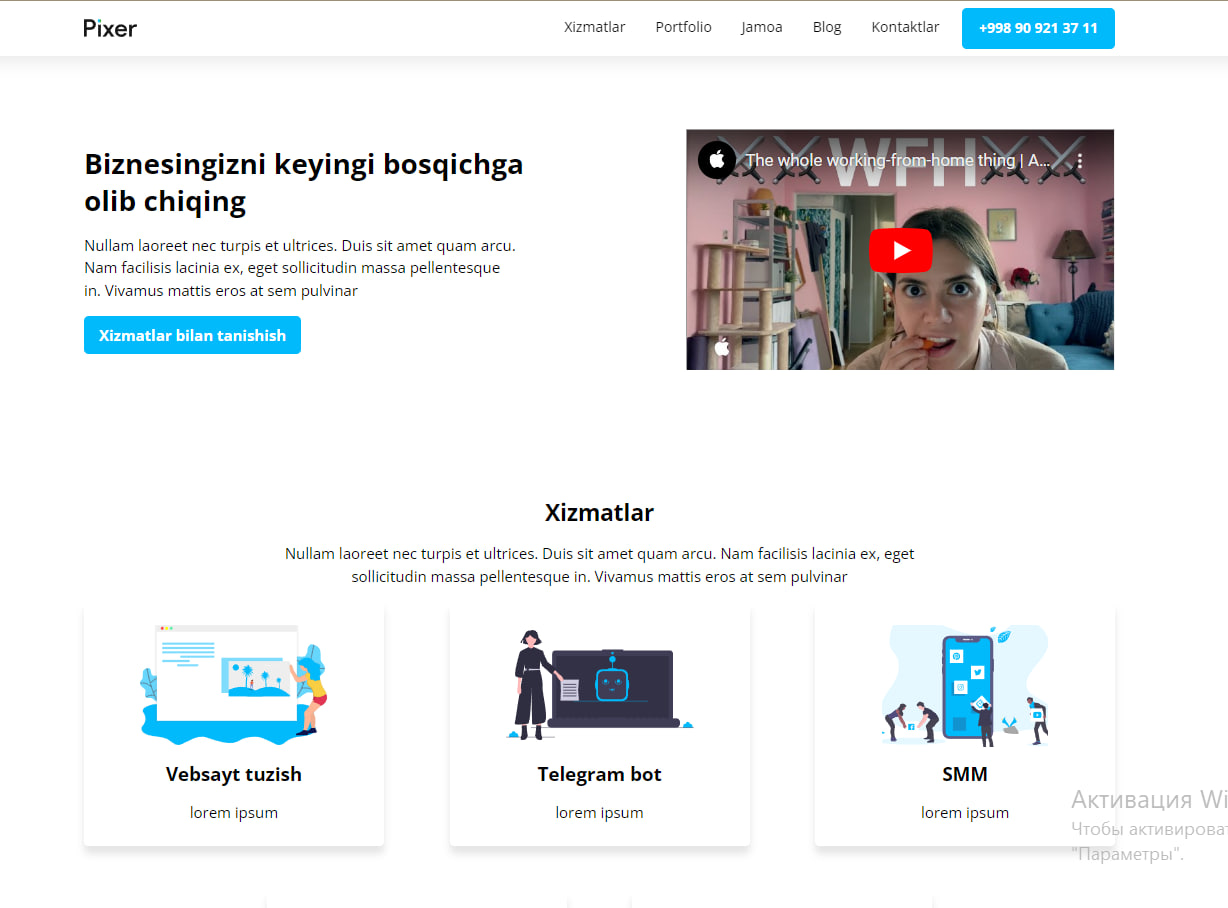 Pixer
Xizmatlar
Portfolio
Jamoa
Blog
Kontaktlar
+998 90 921 37 11
Biznesingizni keyingi bosqichga
olib chiqing
Nullam laoreet nec turpis et ultrices. Duis sit amet quam arcu.
Nam facilisis lacinia ex, eget sollicitudin massa pellentesque
in. Vivamus mattis eros at sem pulvinar
Xizmatlar bilan tanishish
The whole working-from-home thing | A...
WFH
Xizmatlar
Nullam laoreet nec turpis et ultrices. Duis sit amet quam arcu. Nam facilisis lacinia ex, eget
sollicitudin massa pellentesque in. Vivamus mattis eros at sem pulvinar
Vebsayt tuzish
lorem ipsum
Telegram bot
lorem ipsum
SMM
lorem ipsum
Активация Wi
Чтобы активироват
"Параметры".